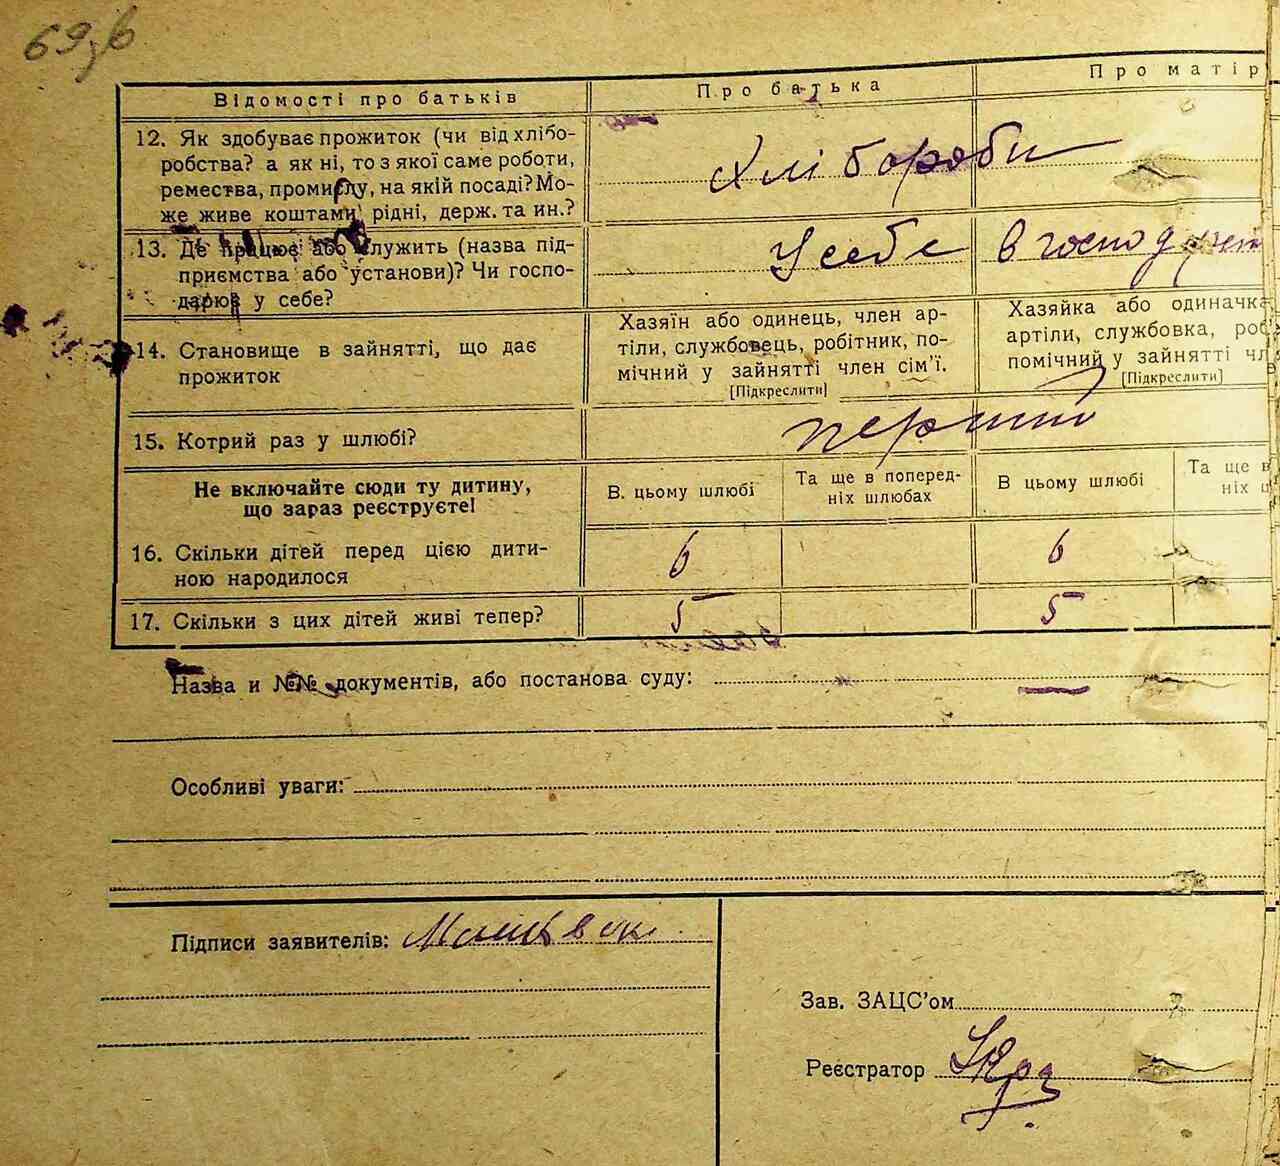 69,в
Відомості про батьків
Про батька
Про матір
12. Як здобуває прожиток (чи від хлібо-
робства? а як ні, то з якої саме роботи,
ремества, промислу, на якій посаді? Мо-
же живе коштами рідні, держ. та ин.?
Хлібороби
13. Де працює або служить (назва під-
приємства або установи)? Чи госпо-
дарює у себе?
У себе в
14. Становище в зайнятті, що дає
прожиток
Хазяїн або одинець, член ар-
тіли, службовець, робітник, по-
мічний у зайнятті член сім’ї.
[Підкреслити]
Хазяйка або одиначка
артіли, службовка, роб
помічний у зайнятті чл
[Підкреслити]
15. Котрий раз у шлюбі?
перший
Не включайте сюди ту дитину,
що зараз реєструєте!
В. цьому шлюбі
Та ще в поперед-
ніх шлюбах
В цьому шлюбі
Та ще в
ніх
16. Скільки дітей перед цією дити-
ною народилося
6
6
17. Скільки з цих дітей живі тепер?
5
5
Назва и №№ документів, або постанова суду: —
Особливі уваги:
Підписи заявителів:
Зав. ЗАЦС’ом
Реєстратор